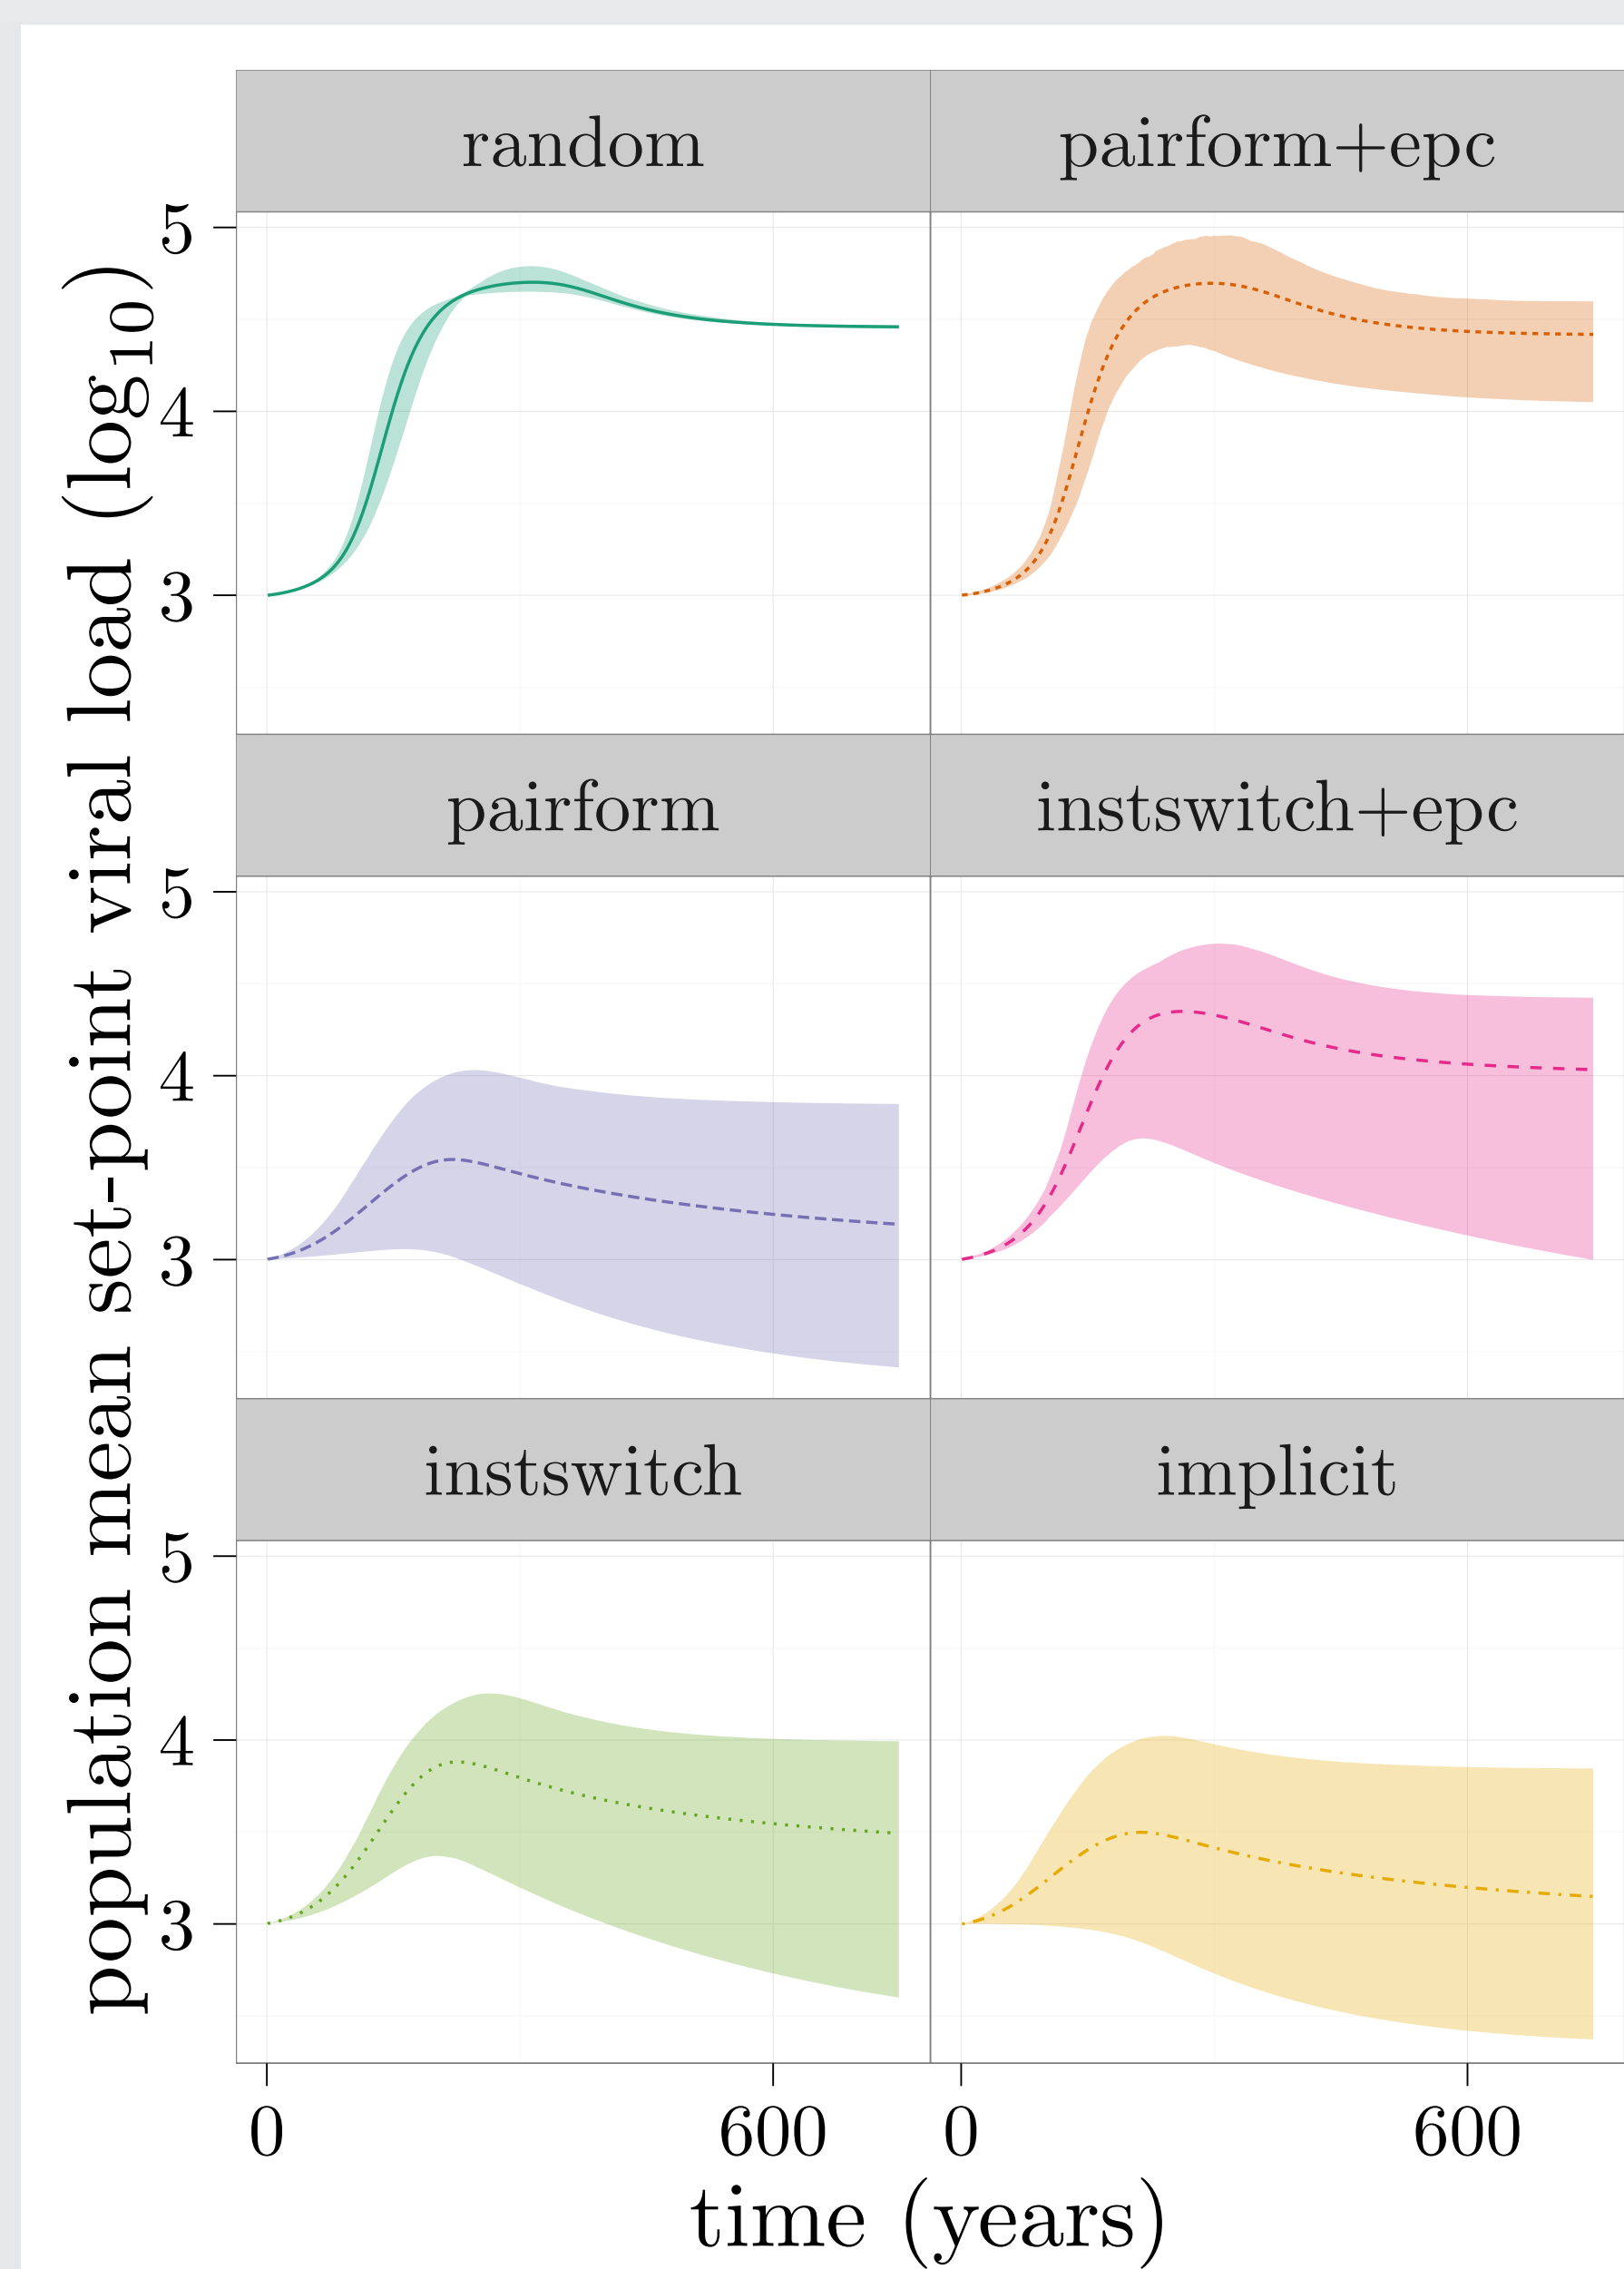 population mean set-point viral load (log10)
random
pairform+epc
5
4
3
pairform
instswitch+epc
5
4
3
instswitch
implicit
5
4
3
0 600 0 600
time (years)